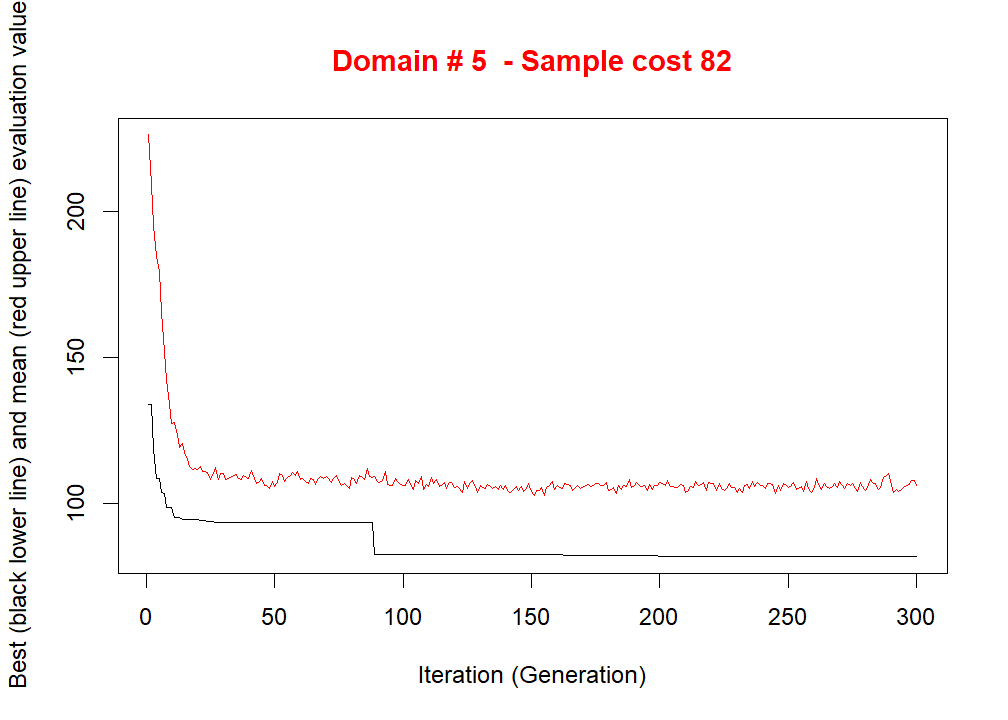 Domain # 5  - Sample cost 82
Best (black lower line) and mean (red upper line) evaluation value
200
150
100
0 50 100 150 200 250 300
Iteration (Generation)